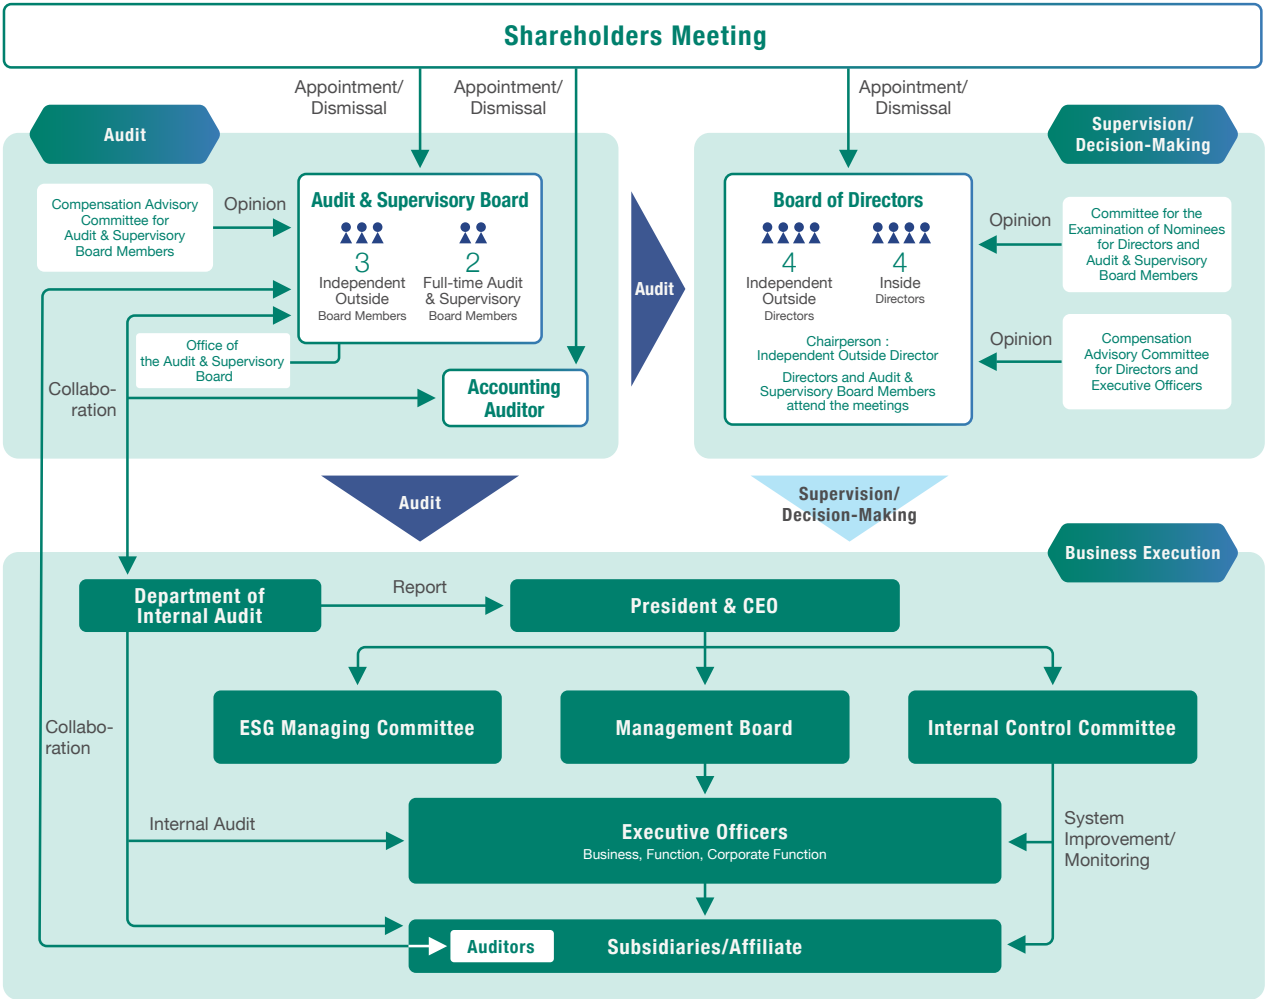 Shareholders Meeting
Appointment/
Dismissal
Appointment/
Dismissal
Appointment/
Dismissal
Audit
Supervision/
Decision-Making
Compensation Advisory
Committee for
Audit & Supervisory
Board Members
Opinion
Audit & Supervisory Board
3
Independent
Outside
Board Members
2
Full-time Audit
& Supervisory
Board Members
Office of
the Audit & Supervisory
Board
Collabo-
ration
Accounting
Auditor
Audit
Board of Directors
4
Independent
Outside
Directors
4
Inside
Directors
Chairperson :
Independent Outside Director
Directors and Audit &
Supervisory Board Members
attend the meetings
Opinion
Committee for the
Examination of Nominees
for Directors and
Audit & Supervisory
Board Members
Opinion
Compensation
Advisory Committee
for Directors and
Executive Officers
Audit
Supervision/
Decision-Making
Business Execution
Department of
Internal Audit
Report
President & CEO
ESG Managing Committee
Management Board
Internal Control Committee
Collabo-
ration
Internal Audit
Executive Officers
Business, Function, Corporate Function
System
Improvement/
Monitoring
Auditors
Subsidiaries/Affiliate